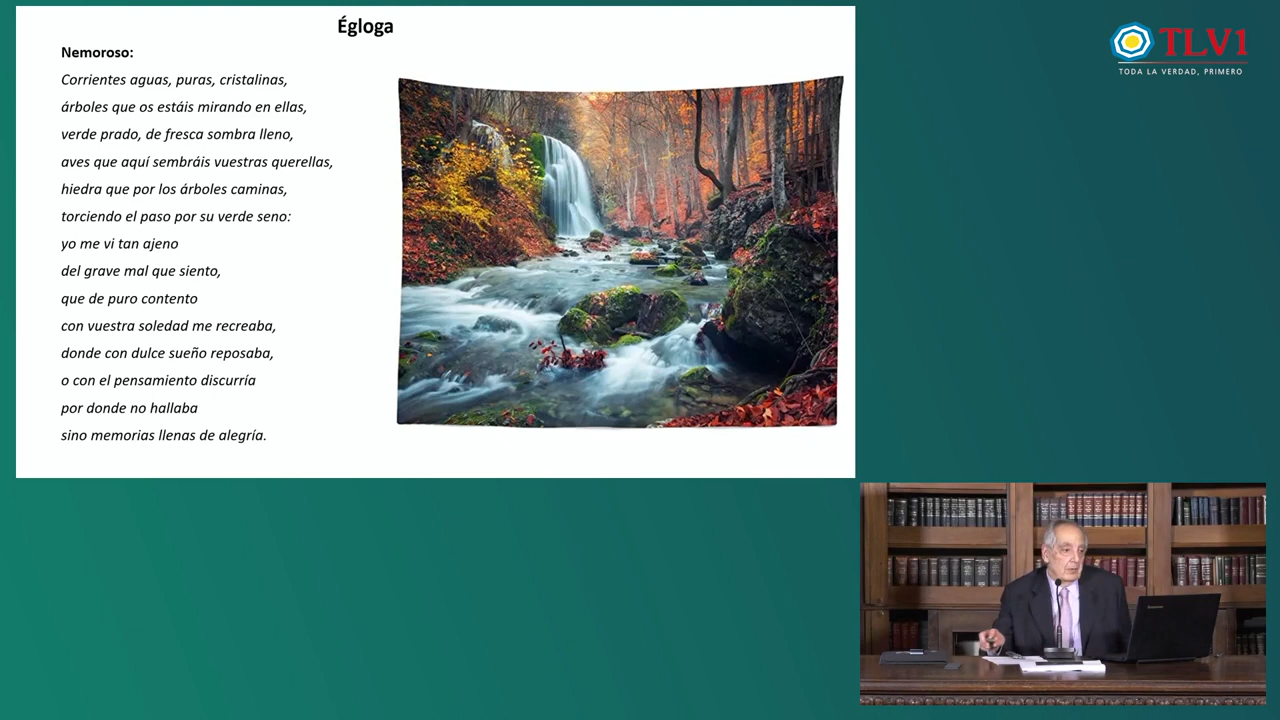 Égloga
Nemoroso:
Corrientes aguas, puras, cristalinas,
árboles que os estáis mirando en ellas,
verde prado, de fresca sombra lleno,
aves que aquí sembráis vuestras querellas,
hiedra que por los árboles caminas,
torciendo el paso por su verde seno:
yo me vi tan ajeno
del grave mal que siento,
que de puro contento
con vuestra soledad me recreaba,
donde con dulce sueño reposaba,
o con el pensamiento discurría
por donde no hallaba
sino memorias llenas de alegría.
TLV1
TODA LA VERDAD, PRIMERO